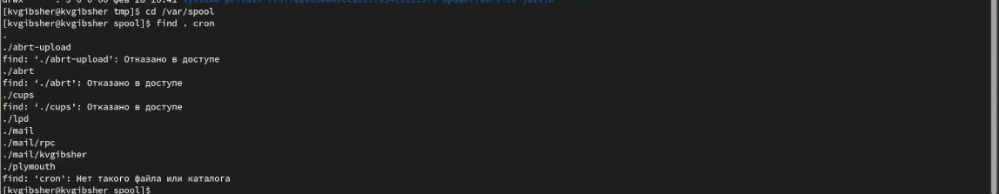 [kvgibsher@kvgibsher tmp]$ cd /var/spool
[kvgibsher@kvgibsher spool]$ find . cron
.
./abrt-upload
find: ‘./abrt-upload’: Отказано в доступе
./abrt
find: ‘./abrt’: Отказано в доступе
./cups
find: ‘./cups’: Отказано в доступе
./lpd
./mail
./mail/rpc
./mail/kvgibsher
./plymouth
find: ‘cron’: Нет такого файла или каталога
[kvgibsher@kvgibsher spool]$